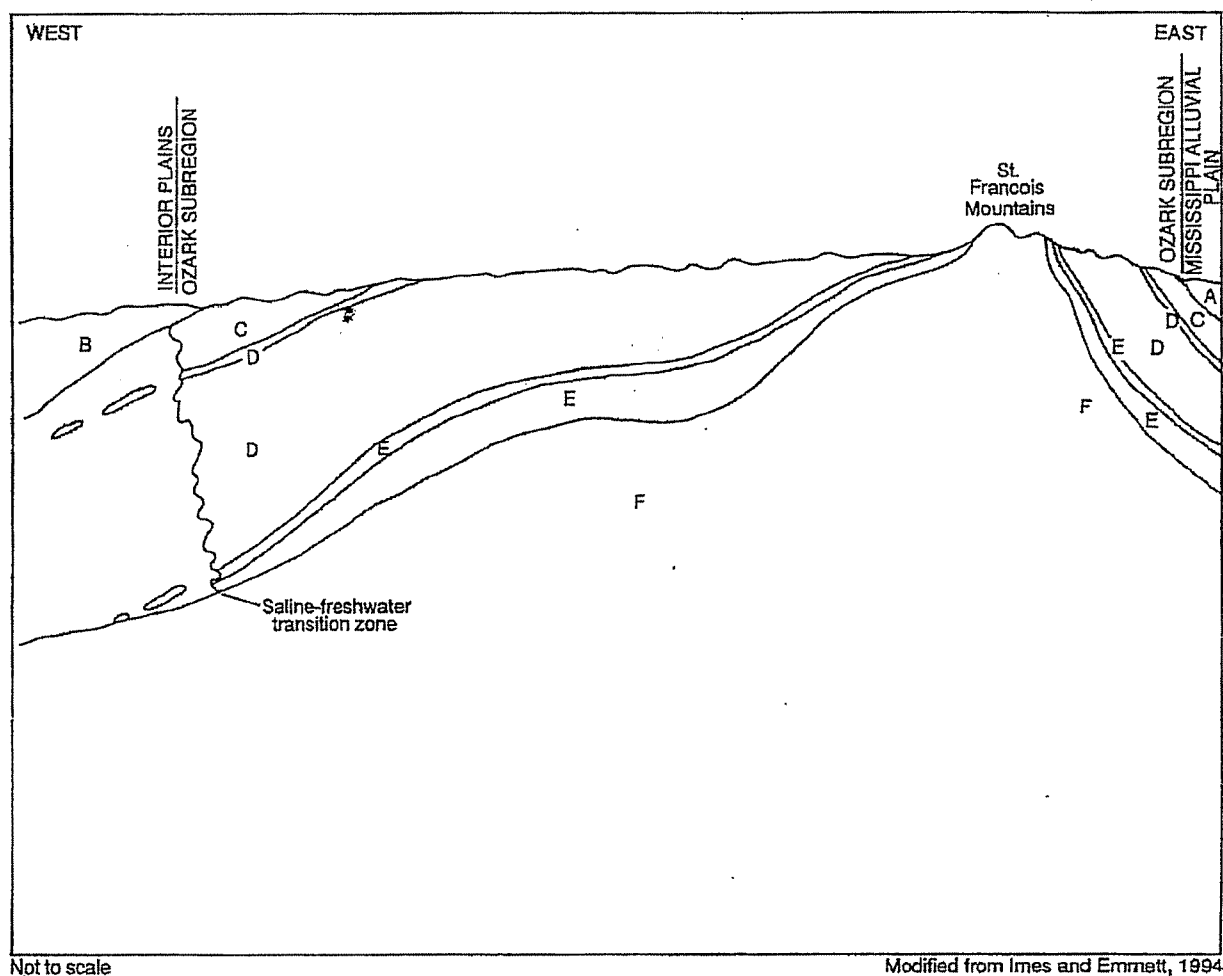 WEST
EAST
INTERIOR PLAINS
OZARK SUBREGION
OZARK SUBREGION
MISSISSIPPI ALLUVIAL
PLAIN
St.
Francois
Mountains
A
B
C
C
D
D
D
D
E
E
E
E
F
F
Saline-freshwater
transition zone
Not to scale
Modified from Imes and Emmett, 1994